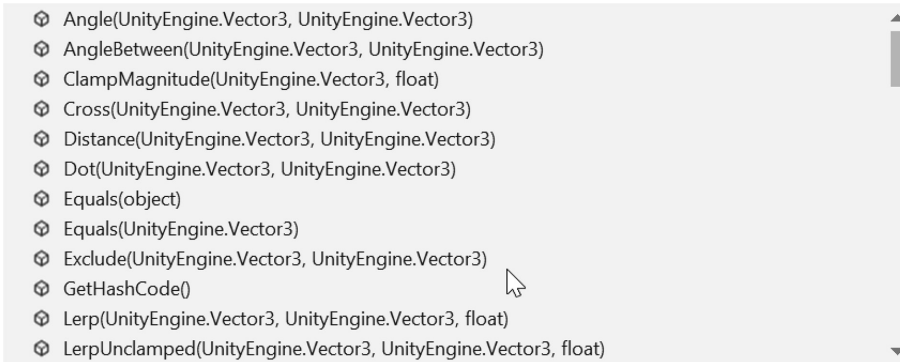 Angle(UnityEngine.Vector3, UnityEngine.Vector3)
AngleBetween(UnityEngine.Vector3, UnityEngine.Vector3)
ClampMagnitude(UnityEngine.Vector3, float)
Cross(UnityEngine.Vector3, UnityEngine.Vector3)
Distance(UnityEngine.Vector3, UnityEngine.Vector3)
Dot(UnityEngine.Vector3, UnityEngine.Vector3)
Equals(object)
Equals(UnityEngine.Vector3)
Exclude(UnityEngine.Vector3, UnityEngine.Vector3)
GetHashCode()
Lerp(UnityEngine.Vector3, UnityEngine.Vector3, float)
LerpUnclamped(UnityEngine.Vector3, UnityEngine.Vector3, float)